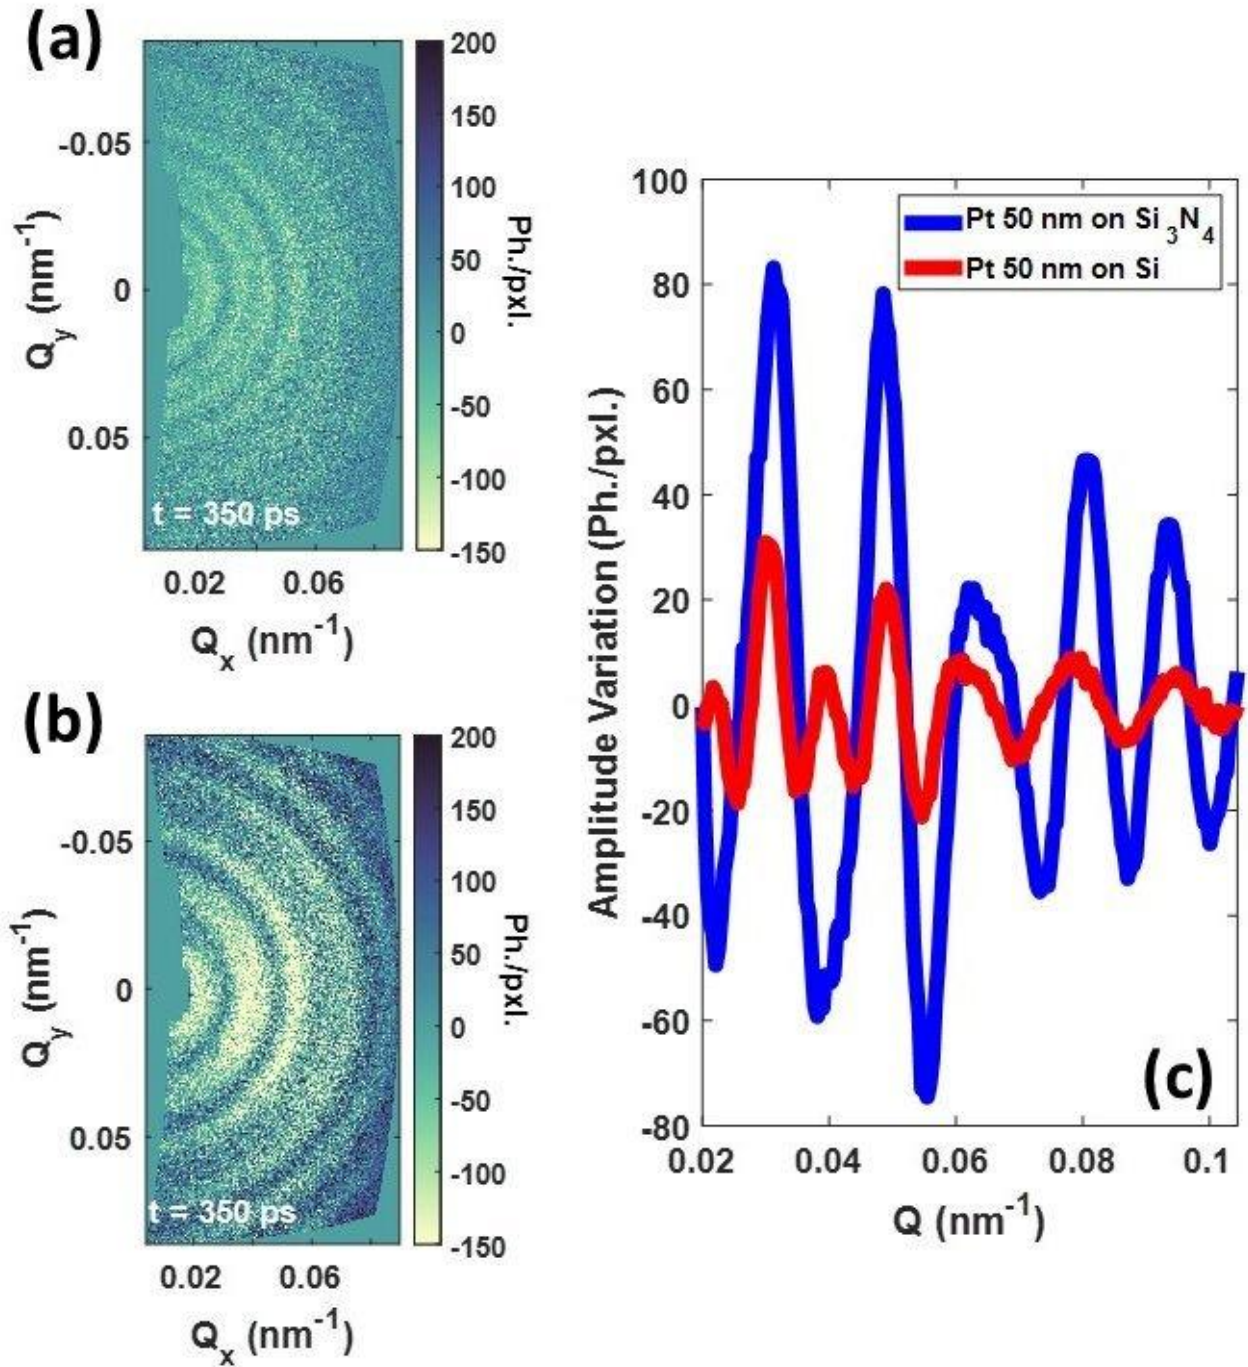 (a)
200
150
100
50
0
-50
-100
-150
Ph./pxl.
-0.05
0
0.05
Qy (nm-1)
t = 350 ps
0.02 0.06
Qx (nm-1)
(b)
200
150
100
50
0
-50
-100
-150
Ph./pxl.
-0.05
0
0.05
Qy (nm-1)
t = 350 ps
0.02 0.06
Qx (nm-1)
100
80
60
40
20
0
-20
-40
-60
-80
Amplitude Variation (Ph./pxl.)
Pt 50 nm on Si3N4
Pt 50 nm on Si
(c)
0.02 0.04 0.06 0.08 0.1
Q (nm-1)